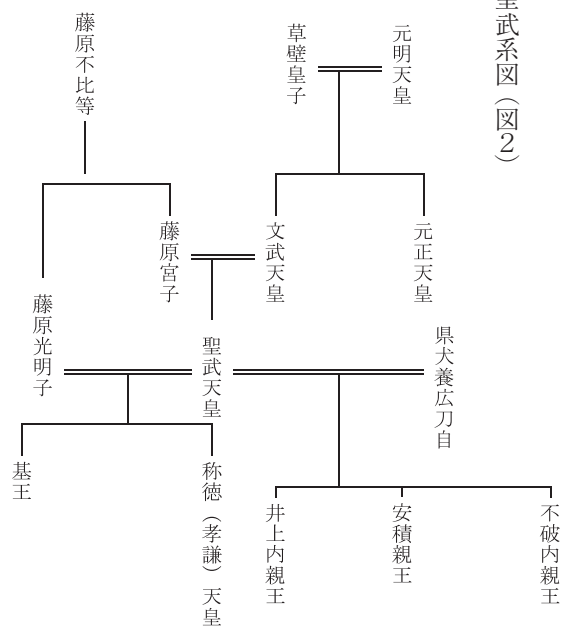 武系図（図２）
元明天皇
草壁皇子
藤原不比等
元正天皇
文武天皇
藤原宮子
藤原光明子
県犬養広刀自
聖武天皇
不破内親王
安積親王
井上内親王
称徳（孝謙）天皇
基王